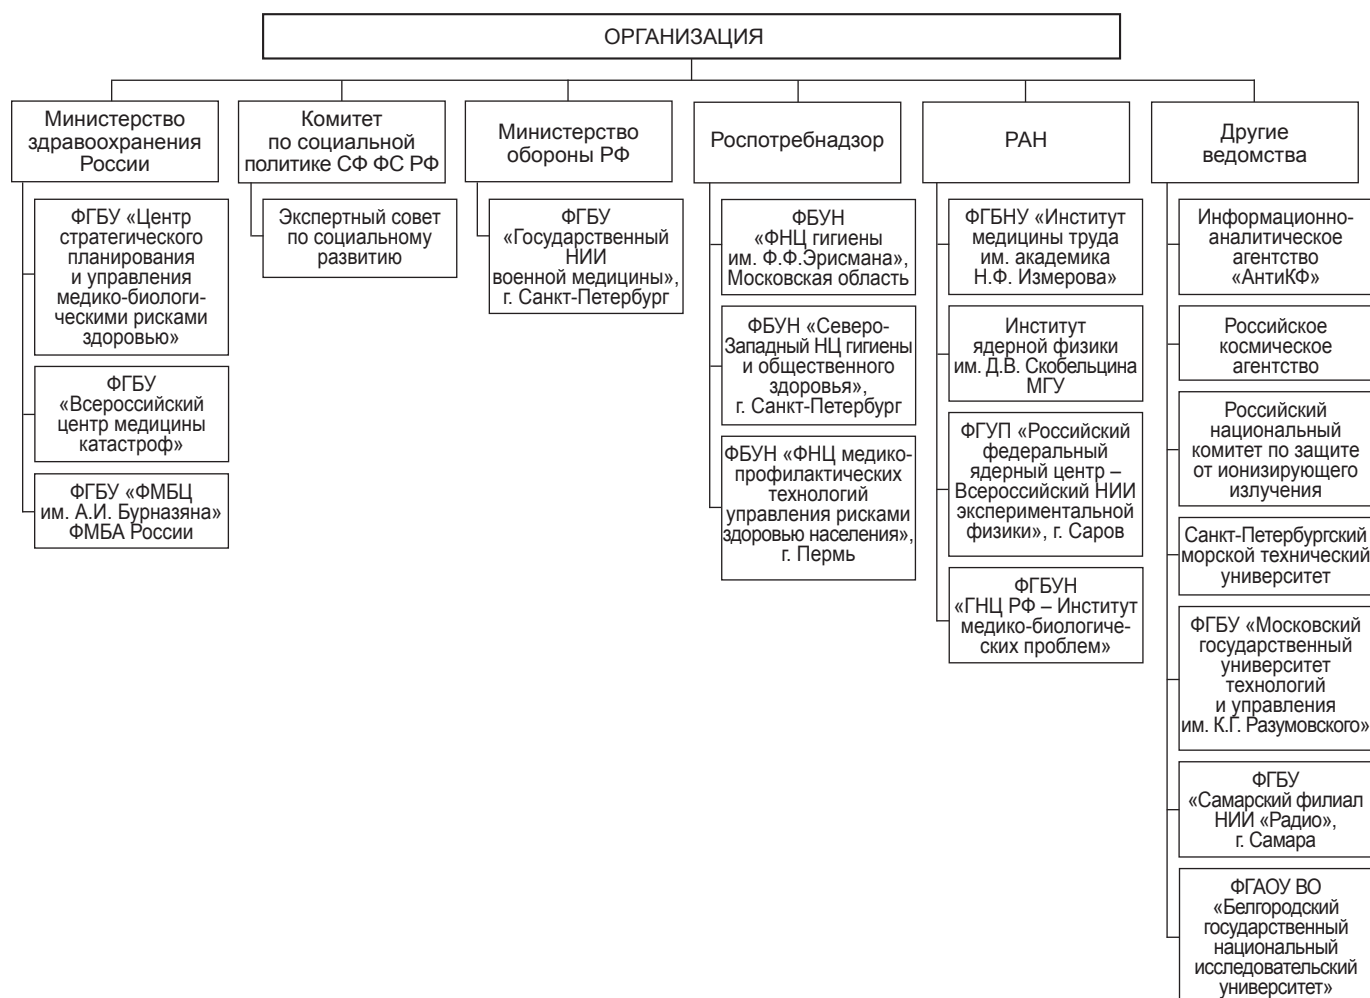 ОРГАНИЗАЦИЯ
Министерство
здравоохранения
России
ФГБУ «Центр
стратегического
планирования
и управления
медико-биологи-
ческими рисками
здоровью»
ФГБУ
«Всероссийский
центр медицины
катастроф»
ФГБУ «ФМБЦ
им. А.И. Бурназяна»
ФМБА России
Комитет
по социальной
политике СФ ФС РФ
Экспертный совет
по социальному
развитию
Министерство
обороны РФ
ФГБУ
«Государственный
НИИ
военной медицины»,
г. Санкт-Петербург
Роспотребнадзор
ФБУН
«ФНЦ гигиены
им. Ф.Ф.Эрисмана»,
Московская область
ФБУН «Северо-
Западный НЦ гигиены
и общественного
здоровья»,
г. Санкт-Петербург
ФБУН «ФНЦ медико-
профилактических
технологий
управления рисками
здоровью населения»,
г. Пермь
РАН
ФГБНУ «Институт
медицины труда
им. академика
Н.Ф. Измерова»
Институт
ядерной физики
им. Д.В. Скобельцина
МГУ
ФГУП «Российский
федеральный
ядерный центр –
Всероссийский НИИ
экспериментальной
физики», г. Саров
ФГБУН
«ГНЦ РФ – Институт
медико-биологиче-
ских проблем»
Другие
ведомства
Информационно-
аналитическое
агентство
«АнтиКФ»
Российское
космическое
агентство
Российский
национальный
комитет по защите
от ионизирующего
излучения
Санкт-Петербургский
морской технический
университет
ФГБУ «Московский
государственный
университет
технологий
и управления
им. К.Г. Разумовского»
ФГБУ
«Самарский филиал
НИИ «Радио»,
г. Самара
ФГАОУ ВО
«Белгородский
государственный
национальный
исследовательский
университет»